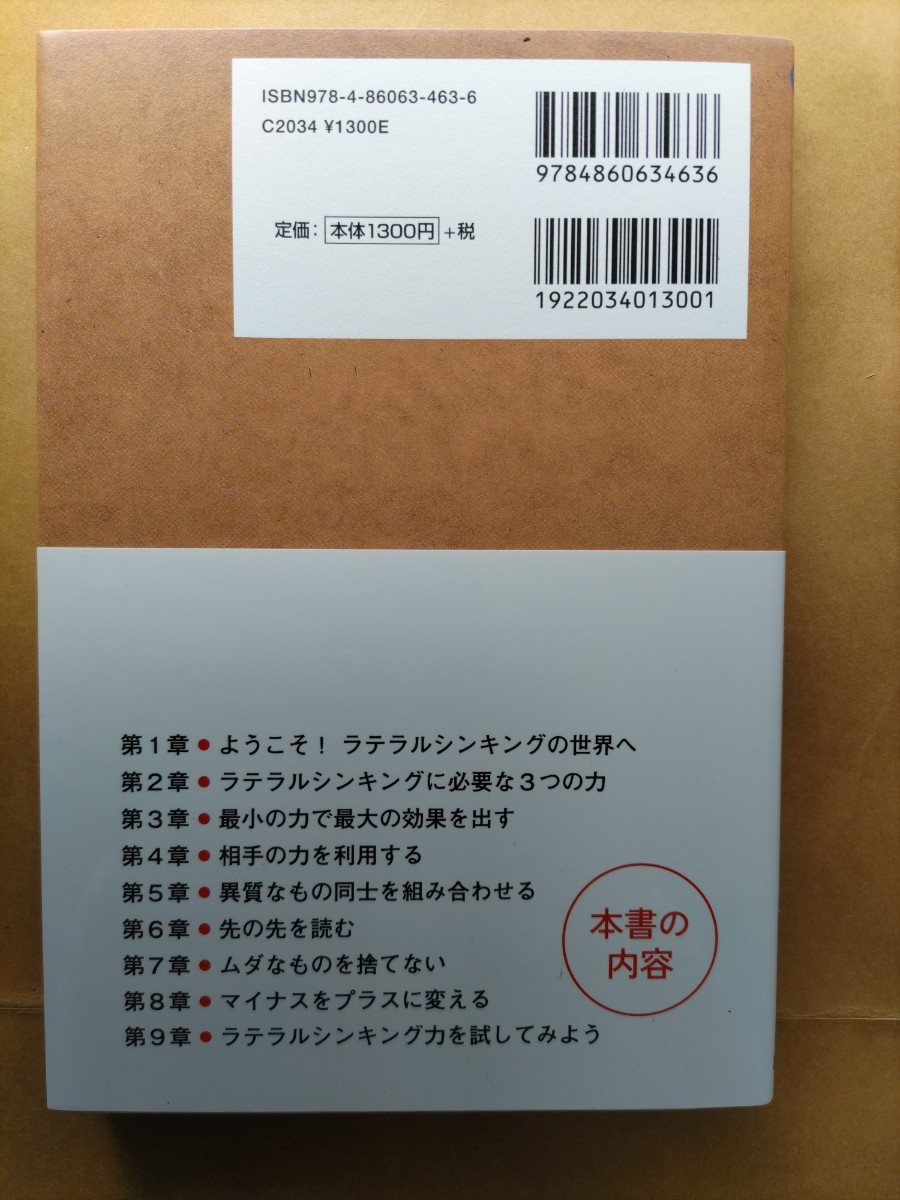 ISBN978-4-86063-463-6
C2034 ¥1300E
9784860634636
定価：本体1300円+税
1922034013001
第1章●ようこそ！ ラテラルシンキングの世界へ
第2章●ラテラルシンキングに必要な3つの力
第3章●最小の力で最大の効果を出す
第4章●相手の力を利用する
第5章●異質なもの同士を組み合わせる
第6章●先の先を読む
第7章●ムダなものを捨てない
第8章●マイナスをプラスに変える
第9章●ラテラルシンキング力を試してみよう
本書の
内容